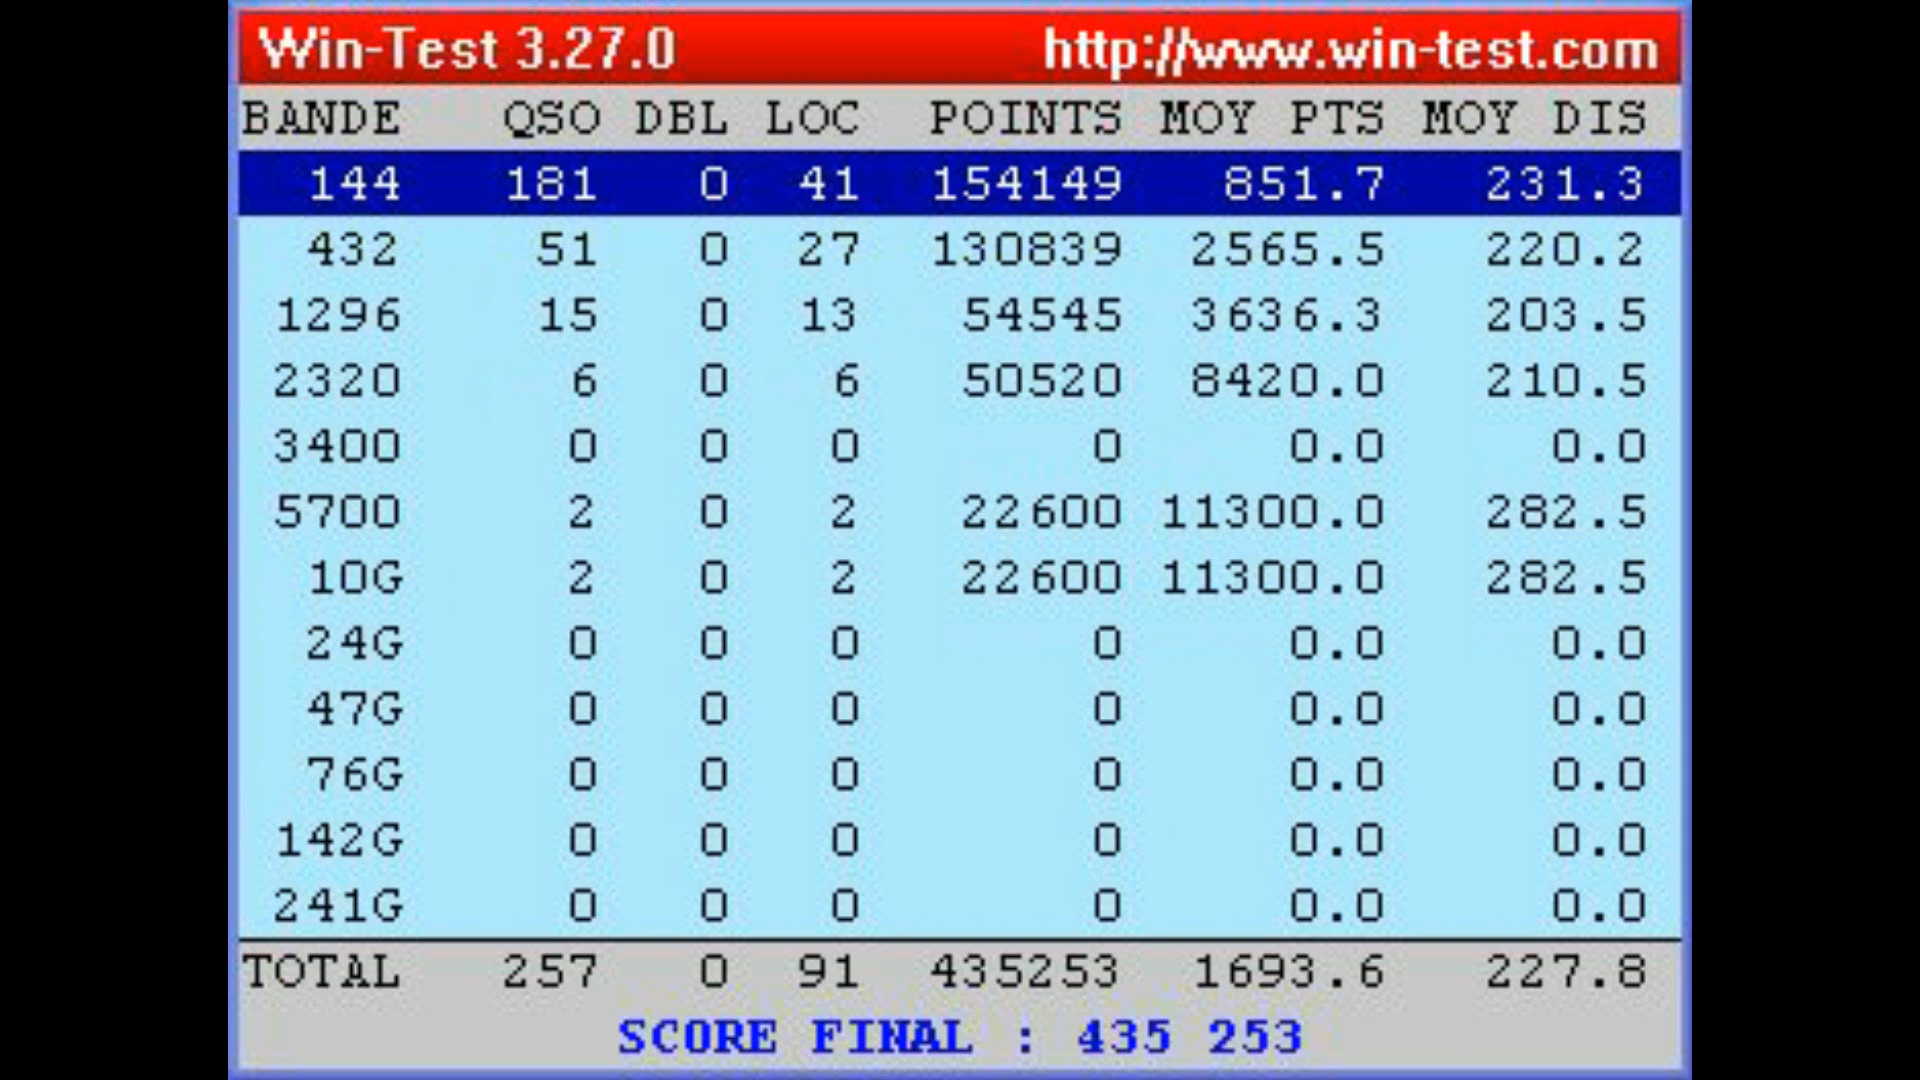 Win-Test 3.27.0 http://www.win-test.com
BANDE QSO DBL LOC POINTS MOY PTS MOY DIS
144 181 0 41 154149 851.7 231.3
432 51 0 27 130839 2565.5 220.2
1296 15 0 13 54545 3636.3 203.5
2320 6 0 6 50520 8420.0 210.5
3400 0 0 0 0 0.0 0.0
5700 2 0 2 22600 11300.0 282.5
10G 2 0 2 22600 11300.0 282.5
24G 0 0 0 0 0.0 0.0
47G 0 0 0 0 0.0 0.0
76G 0 0 0 0 0.0 0.0
142G 0 0 0 0 0.0 0.0
241G 0 0 0 0 0.0 0.0
TOTAL 257 0 91 435253 1693.6 227.8
SCORE FINAL : 435 253